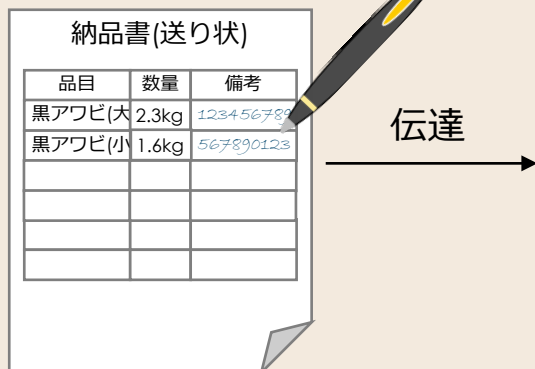 納品書(送り状)
品目 数量 備考
黒アワビ(大 2.3kg 123456789
黒アワビ(小 1.6kg 567890123
伝達